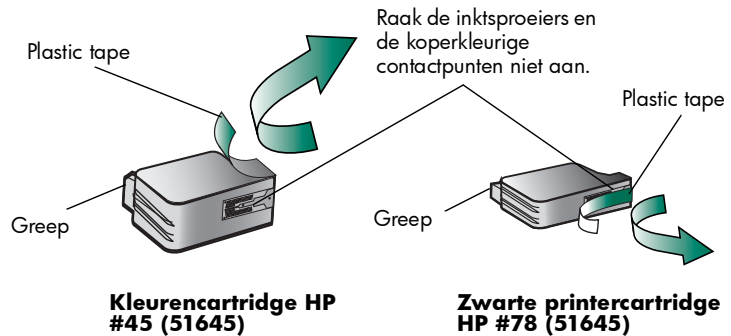 Raak de inktsproeiers en
de koperkleurige
contactpunten niet aan.
Plastic tape
Plastic tape
Greep
Greep
Kleurencartridge HP
#45 (51645)
Zwarte printercartridge
HP #78 (51645)